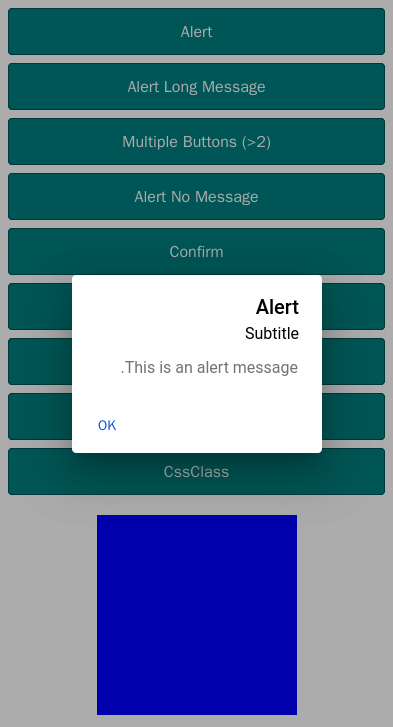 Alert
Alert Long Message
Multiple Buttons (>2)
Alert No Message
Confirm
Alert
Subtitle
.This is an alert message
OK
CssClass